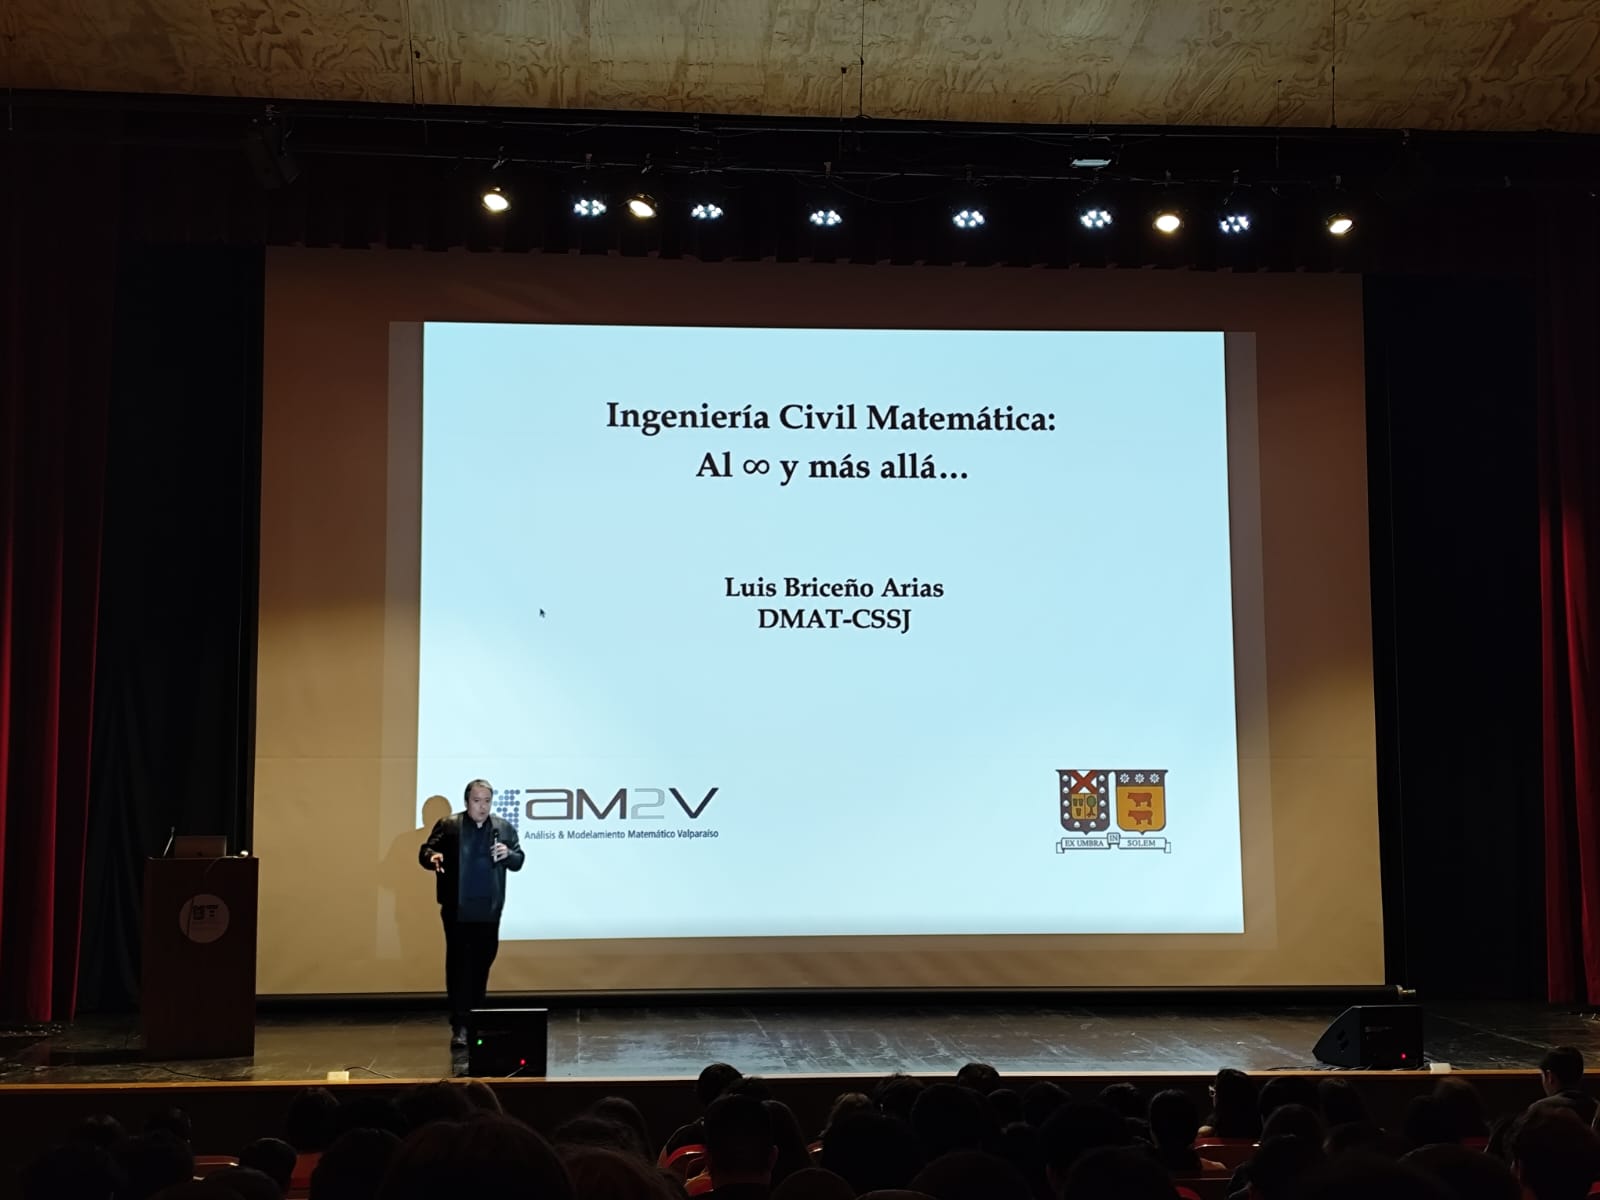 Ingeniería Civil Matemática:
Al ∞ y más allá...
Luis Briceño Arias
DMAT-CSSJ
AM2V
Análisis & Modelamiento Matemático Valparaíso
EX UMBRA IN SOLEM